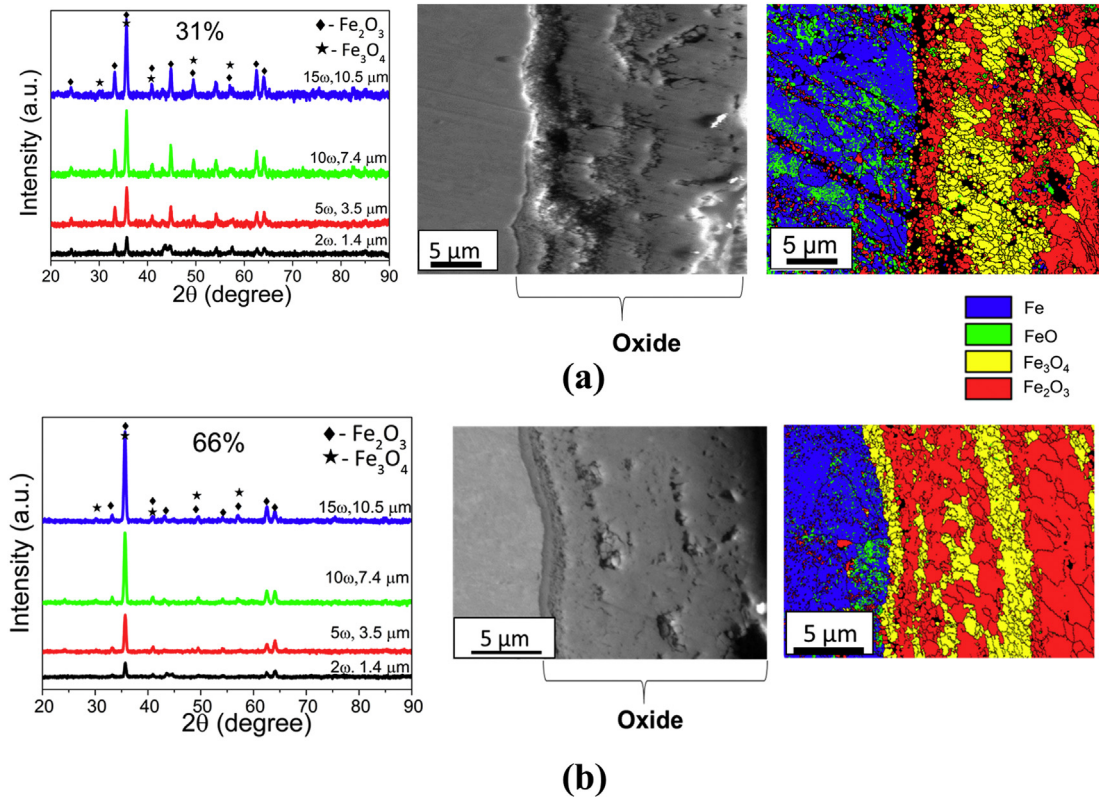 31%
♦- Fe₂O₃
★- Fe₃O₄
15ω,10.5 μm
10ω,7.4 μm
5ω, 3.5 μm
2ω. 1.4 μm
Intensity (a.u.)
20 30 40 50 60 70 80 90
2θ (degree)
5 μm
5 μm
Oxide
Fe
FeO
Fe₃O₄
Fe₂O₃
(a)
66%
♦- Fe₂O₃
★- Fe₃O₄
15ω,10.5 μm
10ω,7.4 μm
5ω, 3.5 μm
2ω. 1.4 μm
Intensity (a.u.)
20 30 40 50 60 70 80 90
2θ (degree)
5 μm
5 μm
Oxide
(b)